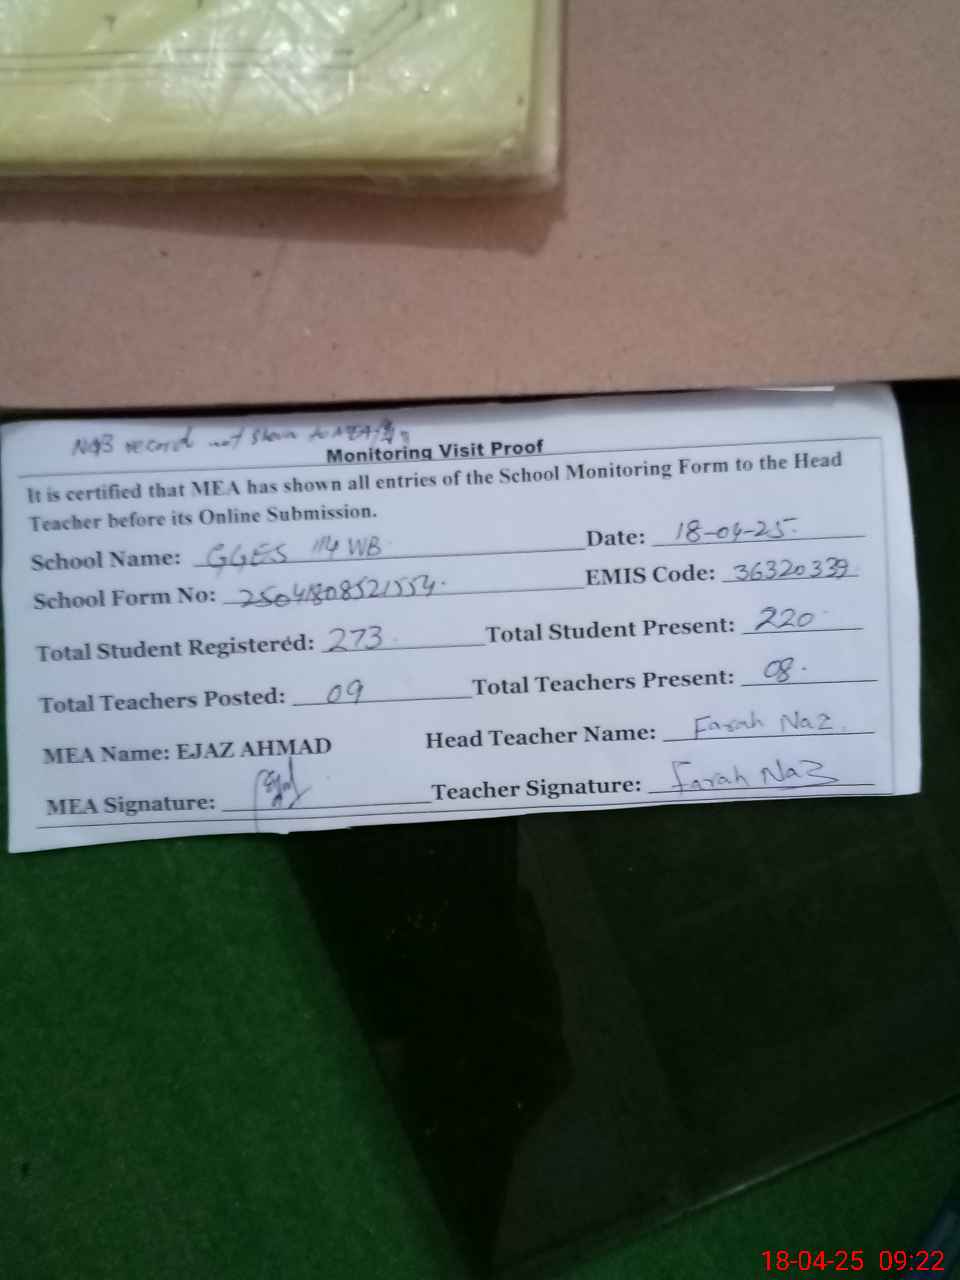 record not shown to MEA
Monitoring Visit Proof
It is certified that MEA has shown all entries of the School Monitoring Form to the Head
Teacher before its Online Submission.
School Name: GGES 114 WB Date: 18-04-25
School Form No: 25041808521554 EMIS Code: 36320339
Total Student Registered: 273 Total Student Present: 220
Total Teachers Posted: 09 Total Teachers Present: 08
MEA Name: EJAZ AHMAD Head Teacher Name: Farah Naz
MEA Signature: Teacher Signature: Farah Naz
18-04-25 09:22